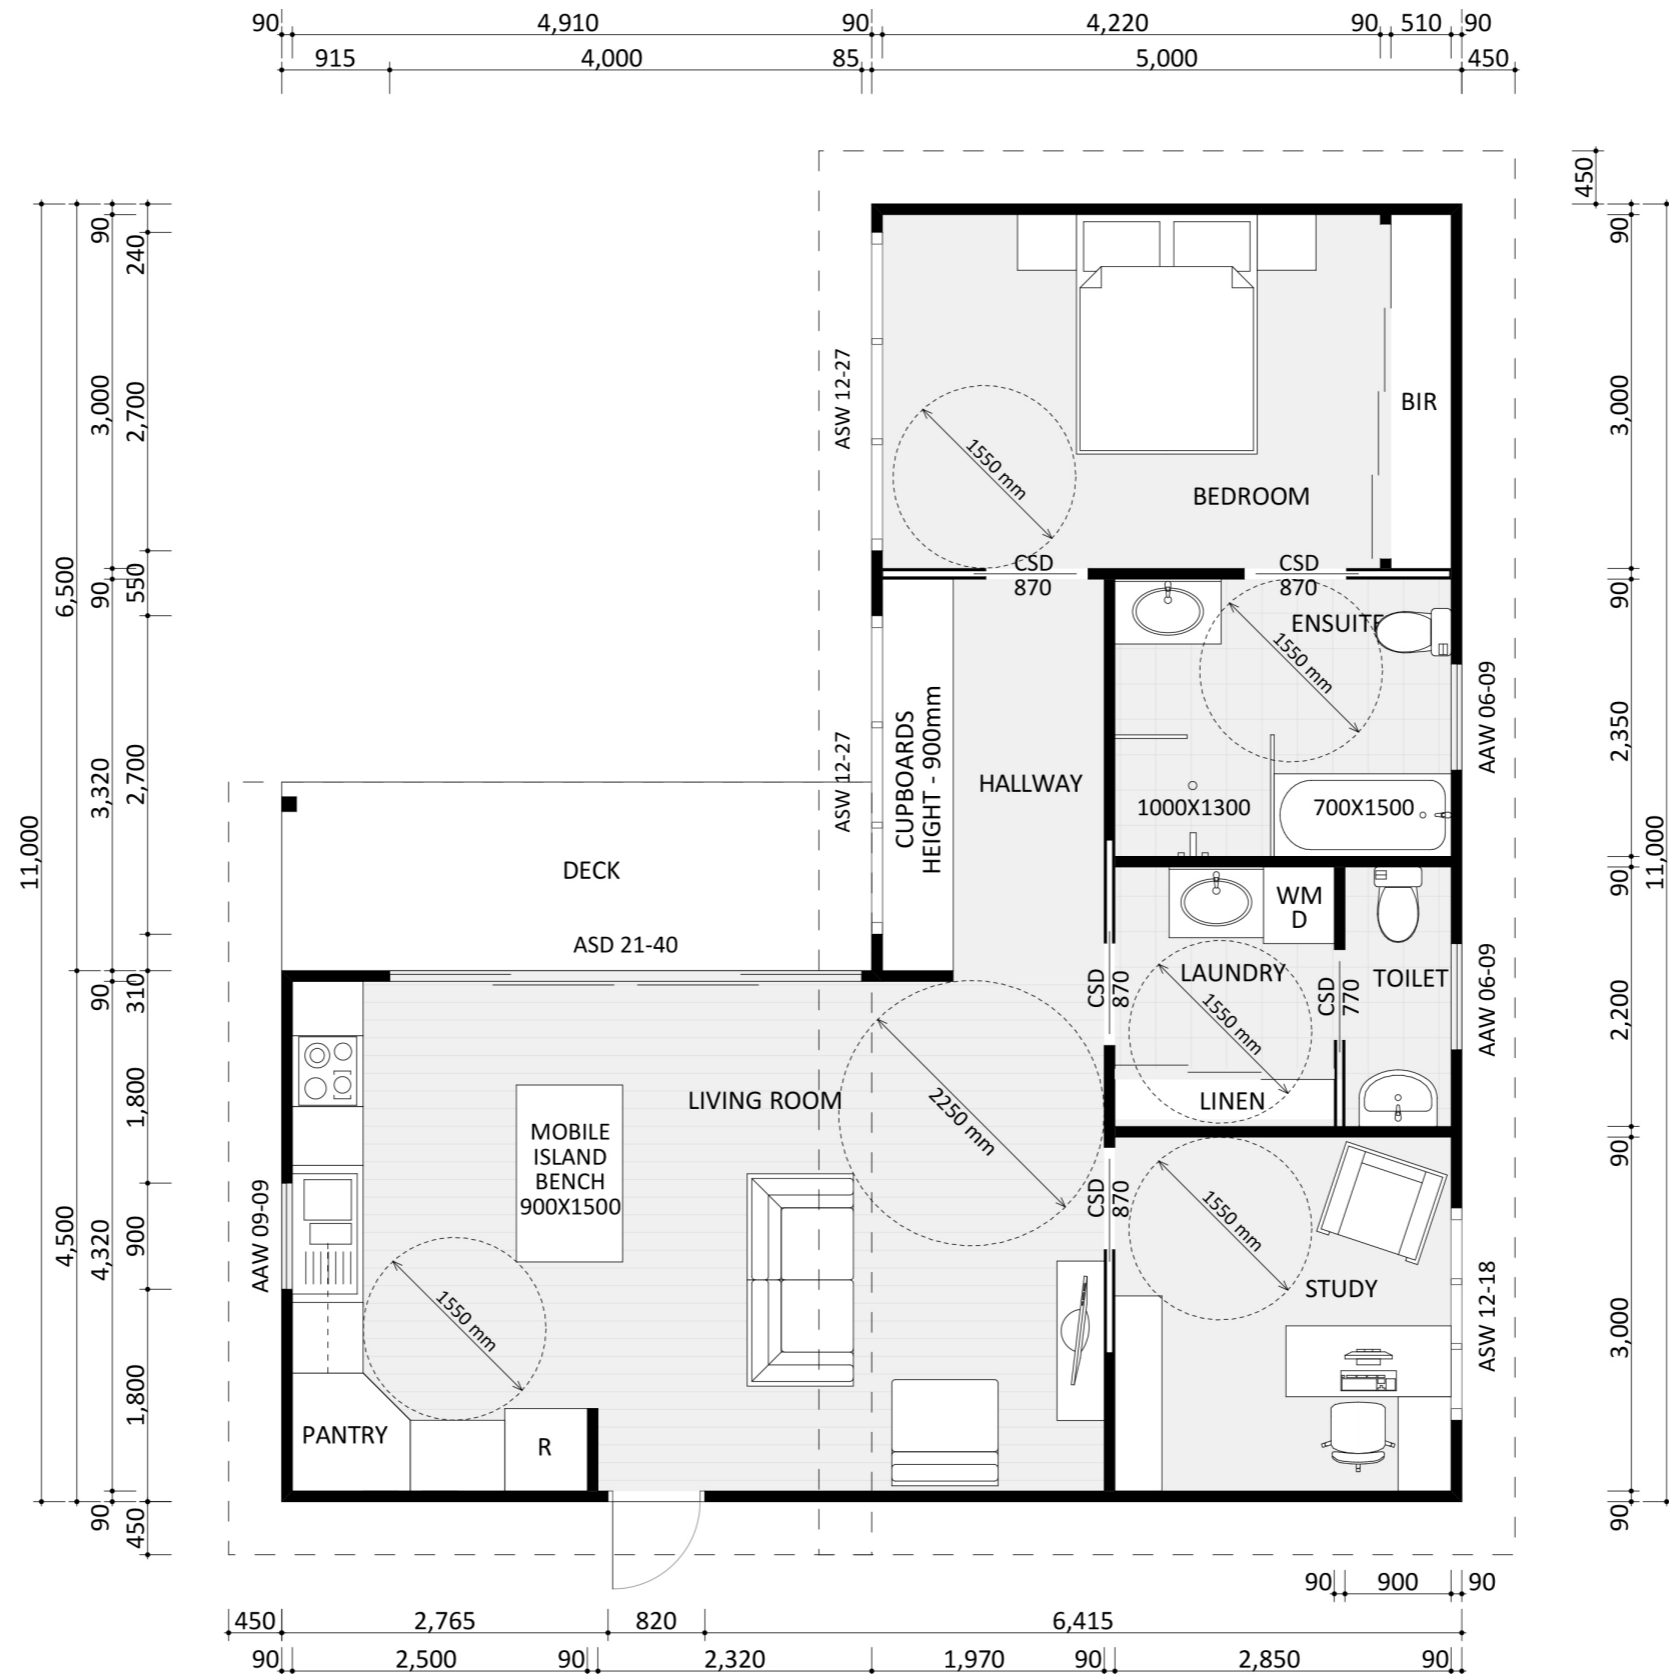 90 4,910 90 4,220 90 510 90
915 4,000 85 5,000 450
450
90
240
3,000
2,700
6,500
90
550
3,320
2,700
11,000
90
310
1,800
4,500
4,320
900
1,800
90
450
90
3,000
90
2,350
90
11,000
2,200
90
3,000
90
ASW 12-27
1550 mm
BIR
BEDROOM
CSD
870
CSD
870
ENSUITE
1550 mm
AAW 06-09
ASW 12-27
CUPBOARDS
HEIGHT - 900mm
HALLWAY
1000X1300
700X1500
DECK
ASD 21-40
WM
D
CSD
870
LAUNDRY
1550 mm
CSD
770
TOILET
AAW 06-09
LINEN
LIVING ROOM
2250 mm
MOBILE
ISLAND
BENCH
900X1500
AAW 09-09
1550 mm
CSD
870
1550 mm
STUDY
ASW 12-18
PANTRY
R
90 900 90
450 2,765 820 6,415
90 2,500 90 2,320 1,970 90 2,850 90